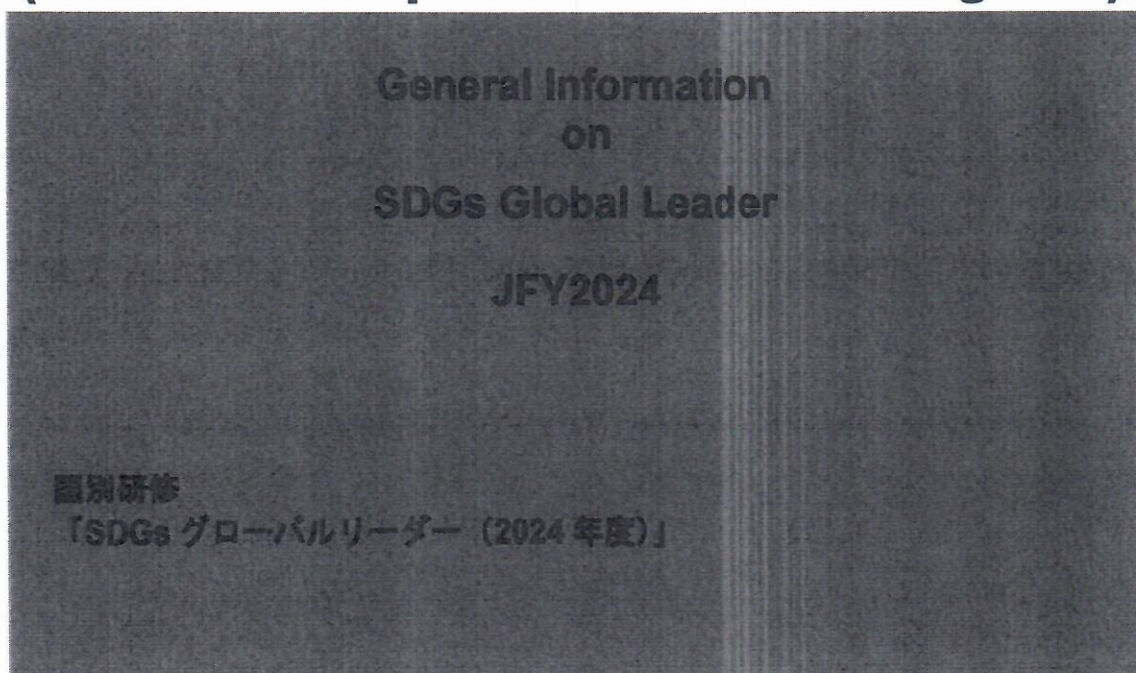 General Information
on
SDGs Global Leader
JFY2024
国別研修
「SDGs グローバルリーダー（2024 年度）」